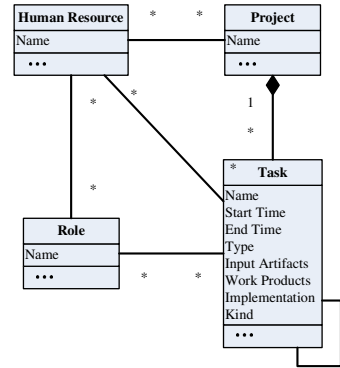 Human Resource
Name
...
* *
Project
Name
...
1
*
*
*
*
*
Task
Name
Start Time
End Time
Type
Input Artifacts
Work Products
Implementation
Kind
...
Role
Name
...
* *